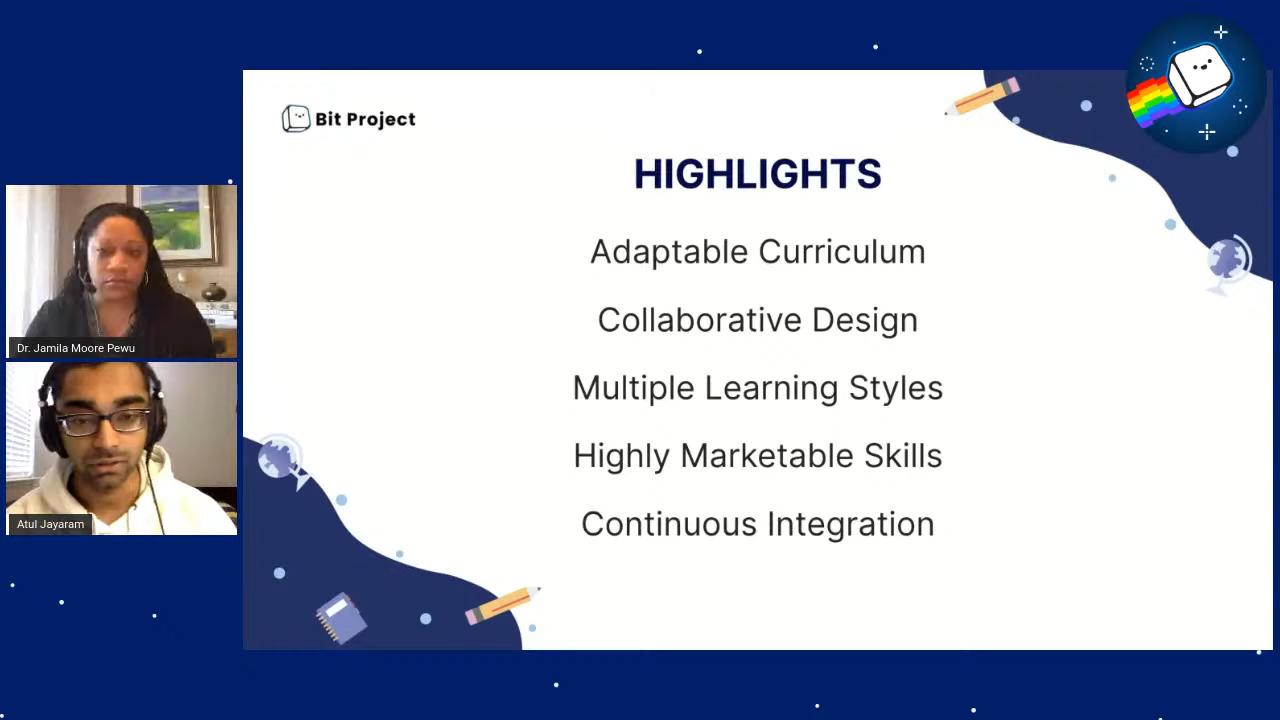 Bit Project
HIGHLIGHTS
Adaptable Curriculum
Collaborative Design
Multiple Learning Styles
Highly Marketable Skills
Continuous Integration
Dr. Jamila Moore Pewu
Atul Jayaram